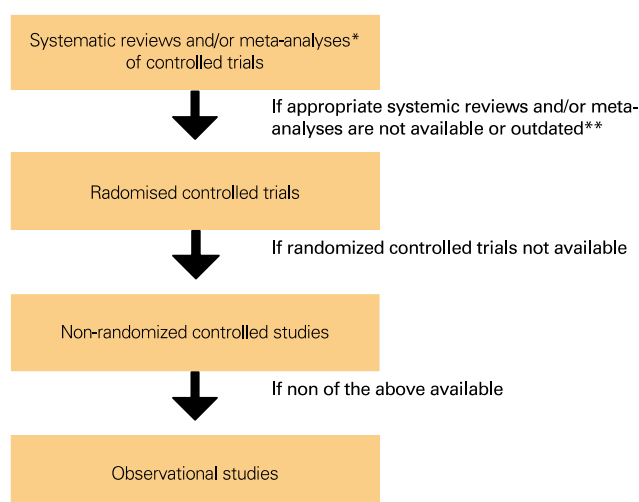 Systematic reviews and/or meta-analyses*
of controlled trials
If appropriate systemic reviews and/or meta-
analyses are not available or outdated**
Radomised controlled trials
If randomized controlled trials not available
Non-randomized controlled studies
If non of the above available
Observational studies